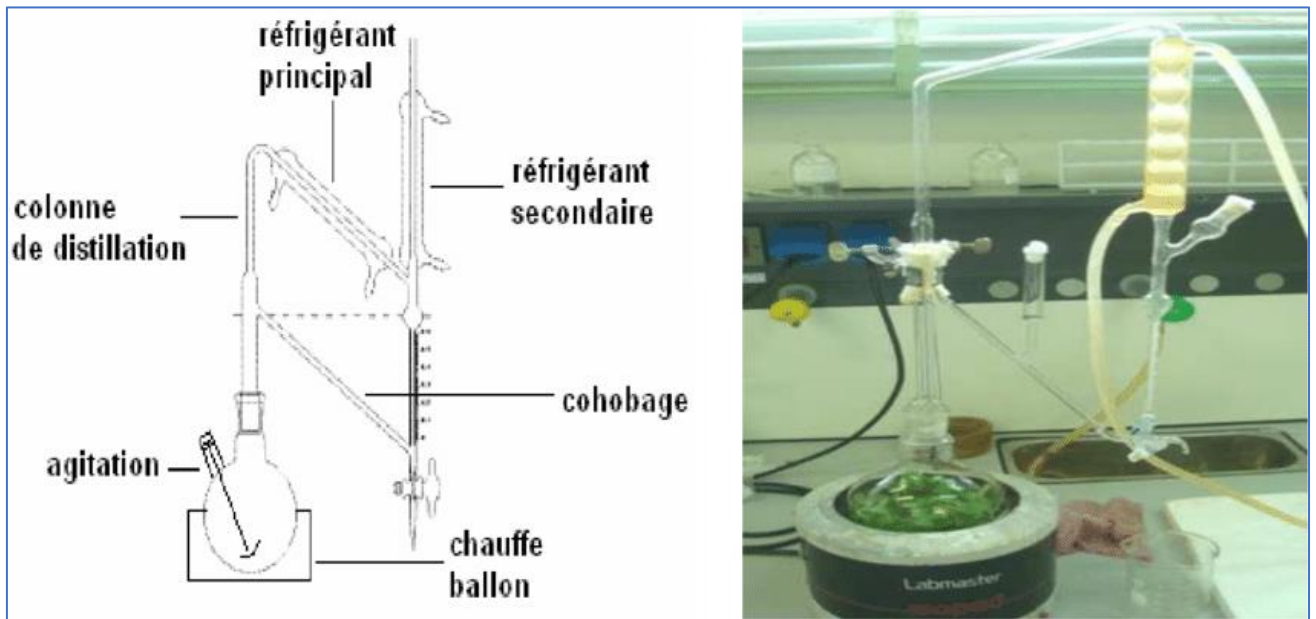 réfrigérant
principal
colonne
de distillation
réfrigérant
secondaire
cohobage
agitation
chauffe
ballon
Labmaster